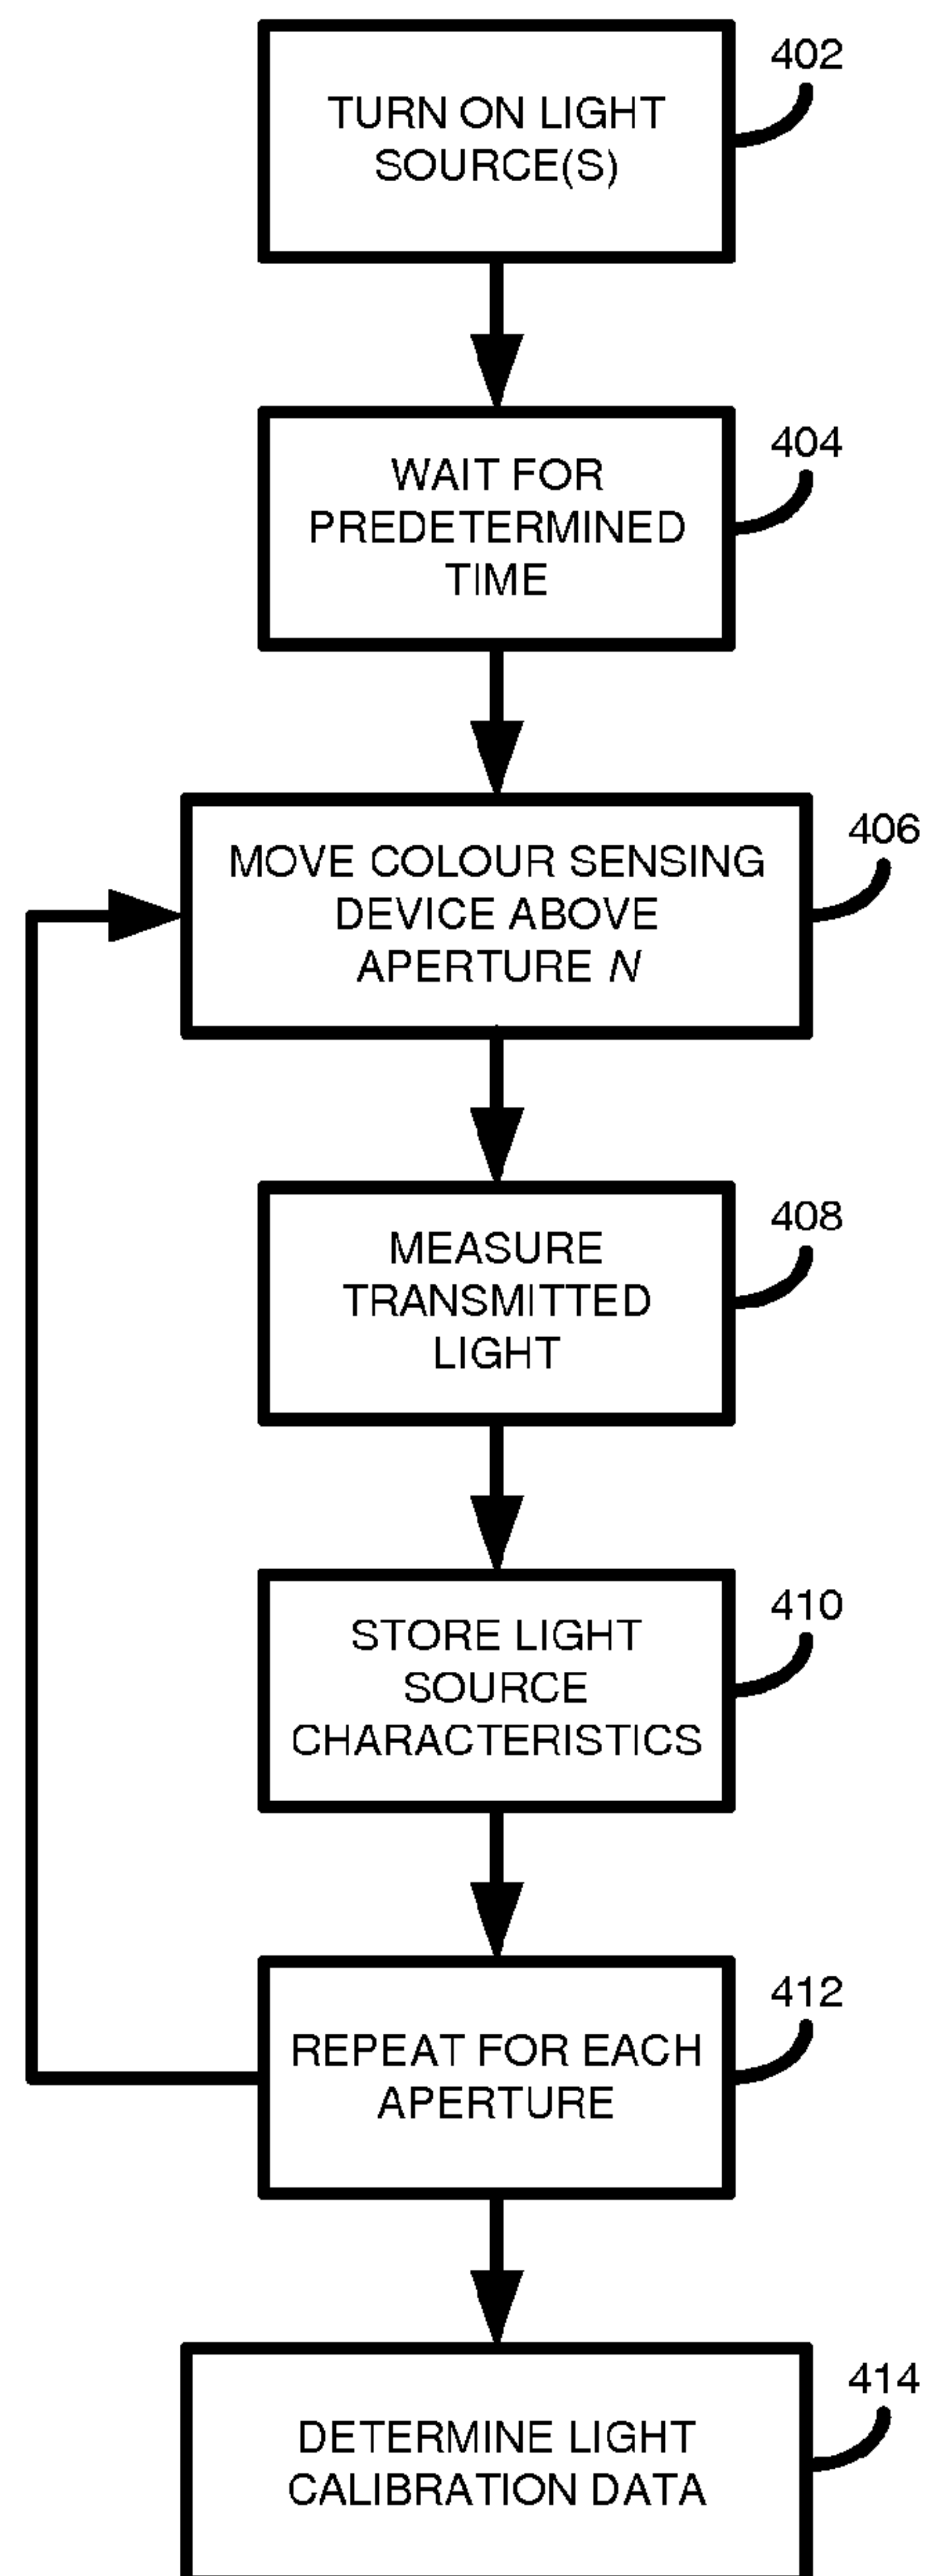 402
TURN ON LIGHT
SOURCE(S)
404
WAIT FOR
PREDETERMINED
TIME
406
MOVE COLOUR SENSING
DEVICE ABOVE
APERTURE N
408
MEASURE
TRANSMITTED
LIGHT
410
STORE LIGHT
SOURCE
CHARACTERISTICS
412
REPEAT FOR EACH
APERTURE
414
DETERMINE LIGHT
CALIBRATION DATA